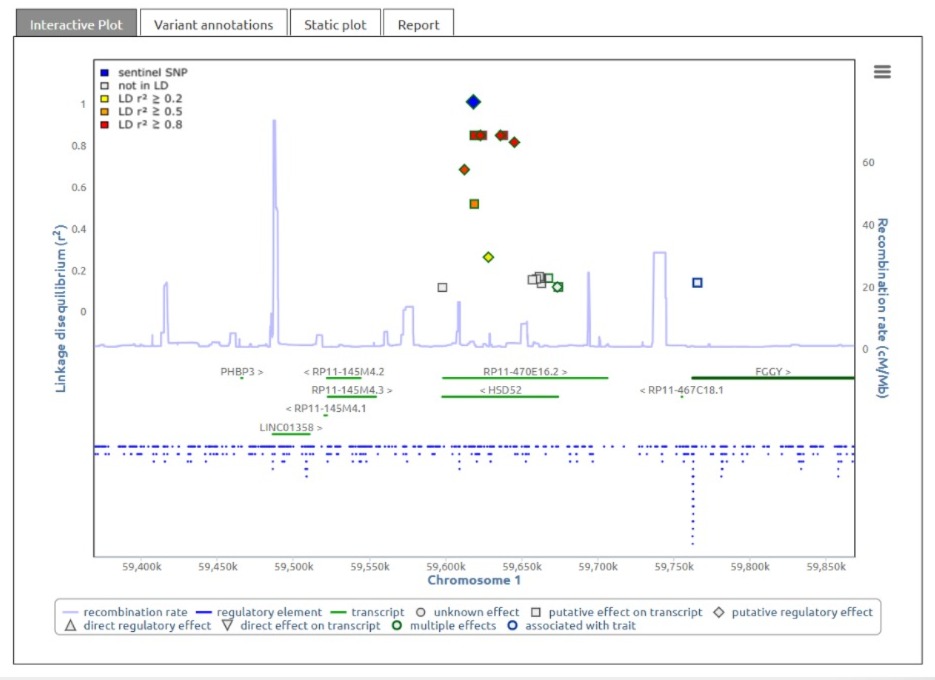 Interactive Plot Variant annotations Static plot Report
sentinel SNP
not in LD
LD r² ≥ 0.2
LD r² ≥ 0.5
LD r² ≥ 0.8
1
0.8
0.6
0.4
0.2
0
Linkage disequilibrium (r²)
60
40
20
0
Recombination rate (cM/Mb)
PHBP3 > < RP11-145M4.2 RP11-470E16.2 > FGGY >
RP11-145M4.3 > < HSD52 < RP11-467C18.1
< RP11-145M4.1
LINC01358 >
59,400k 59,450k 59,500k 59,550k 59,600k 59,650k 59,700k 59,750k 59,800k 59,850k
Chromosome 1
recombination rate regulatory element transcript unknown effect putative effect on transcript putative regulatory effect
direct regulatory effect direct effect on transcript multiple effects associated with trait